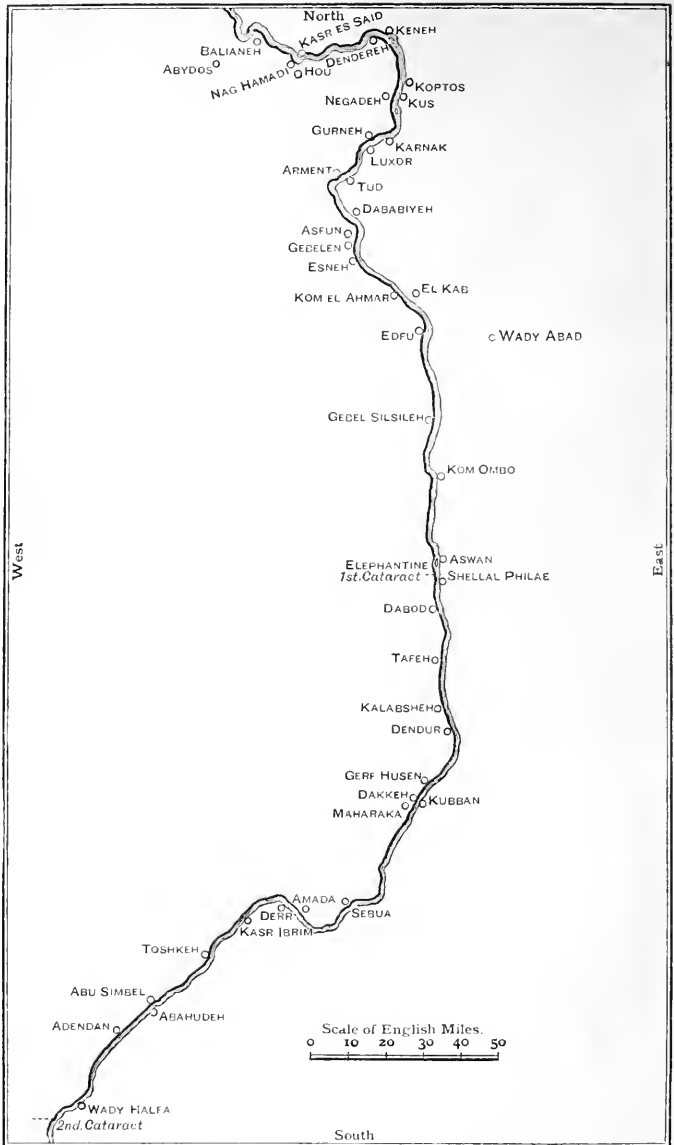 North
KASR ES SAID
KENEH
BALIANEH
DENDEREH
ABYDOS
NAG HAMADI
HOU
KOPTOS
NEGADEH
KUS
GURNEH
KARNAK
LUXOR
ARMENT
TUD
DABABIYEH
ASFUN
GEBELEN
ESNEH
EL KAB
KOM EL AHMAR
EDFU
WADY ABAD
GEBEL SILSILEH
KOM OMBO
West
East
ELEPHANTINE
ASWAN
1st. Cataract
SHELLAL PHILAE
DABOD
TAFEH
KALABSHEH
DENDUR
GERF HUSEN
DAKKEH
KUBBAN
MAHARAKA
AMADA
DERR
SEBUA
KASR IBRIM
TOSHKEH
ABU SIMBEL
ABAHUDEH
ADENDAN
Scale of English Miles.
0 10 20 30 40 50
WADY HALFA
2nd. Cataract
South